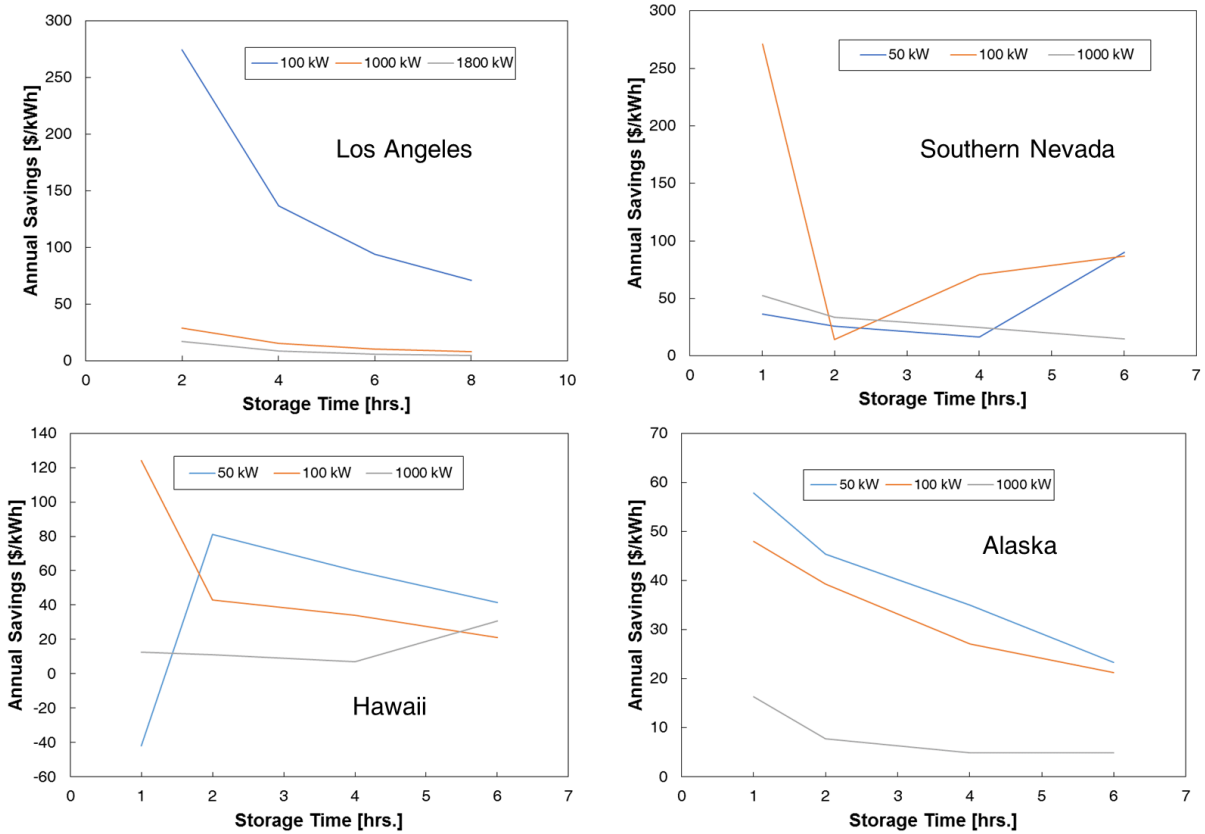 300
250
200
150
100
50
0
Annual Savings [$/kWh]
100 kW 1000 kW 1800 kW
Los Angeles
0 2 4 6 8 10
Storage Time [hrs.]
300
250
200
150
100
50
0
Annual Savings [$/kWh]
50 kW 100 kW 1000 kW
Southern Nevada
0 1 2 3 4 5 6 7
Storage Time [hrs.]
140
120
100
80
60
40
20
0
-20
-40
-60
Annual Savings [$/kWh]
50 kW 100 kW 1000 kW
Hawaii
0 1 2 3 4 5 6 7
Storage Time [hrs.]
70
60
50
40
30
20
10
0
Annual Savings [$/kWh]
50 kW 100 kW 1000 kW
Alaska
0 1 2 3 4 5 6 7
Storage Time [hrs.]